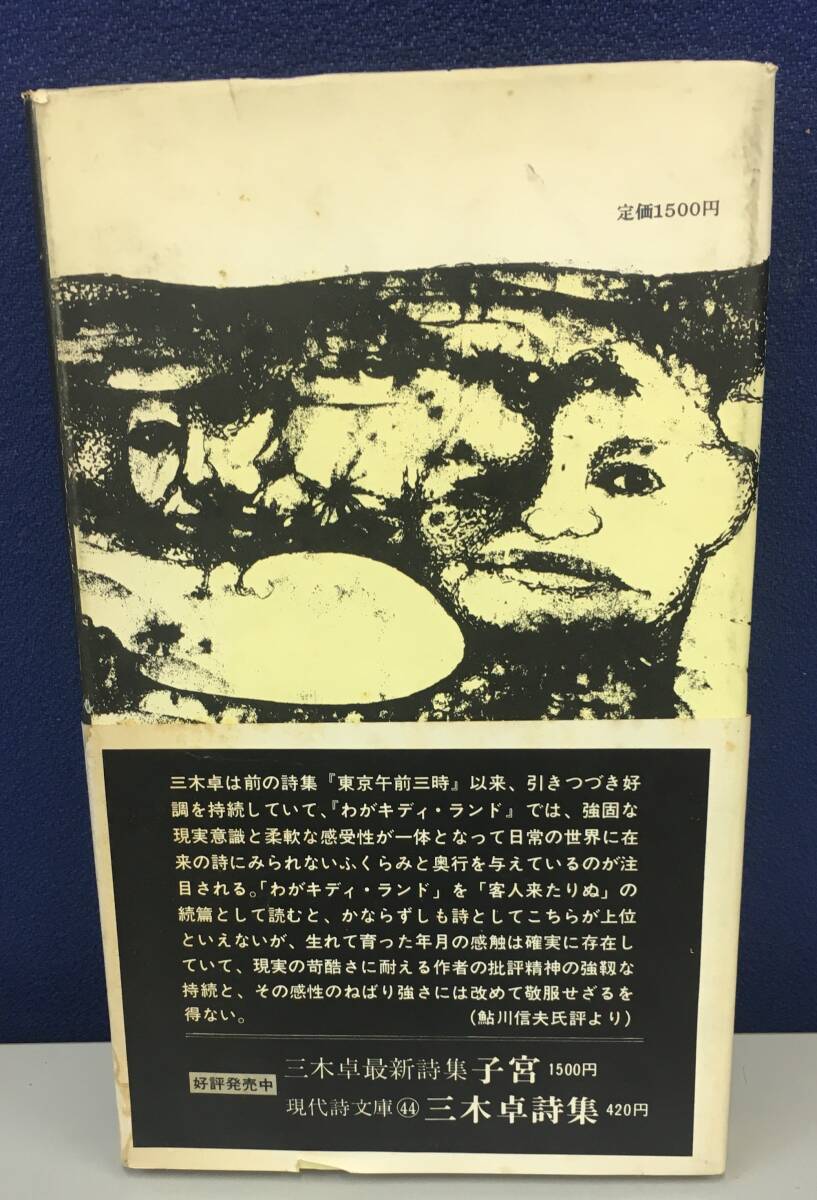 定価1500円
三木卓は前の詩集『東京午前三時』以来、引きつづき好
調を持続していて、『わがキディ・ランド』では、強固な
現実意識と柔軟な感受性が一体となって日常の世界に在
来の詩にみられないふくらみと奥行を与えているのが注
目される。「わがキディ・ランド」を「客人来たりぬ」の
続篇として読むと、かならずしも詩としてこちらが上位
といえないが、生れて育った年月の感触は確実に存在し
ていて、現実の苛酷さに耐える作者の批評精神の強靱な
持続と、その感性のねばり強さには改めて敬服せざるを
得ない。 (鮎川信夫氏評より)
好評発売中
三木卓最新詩集子宮 1500円
現代詩文庫㊹三木卓詩集 420円